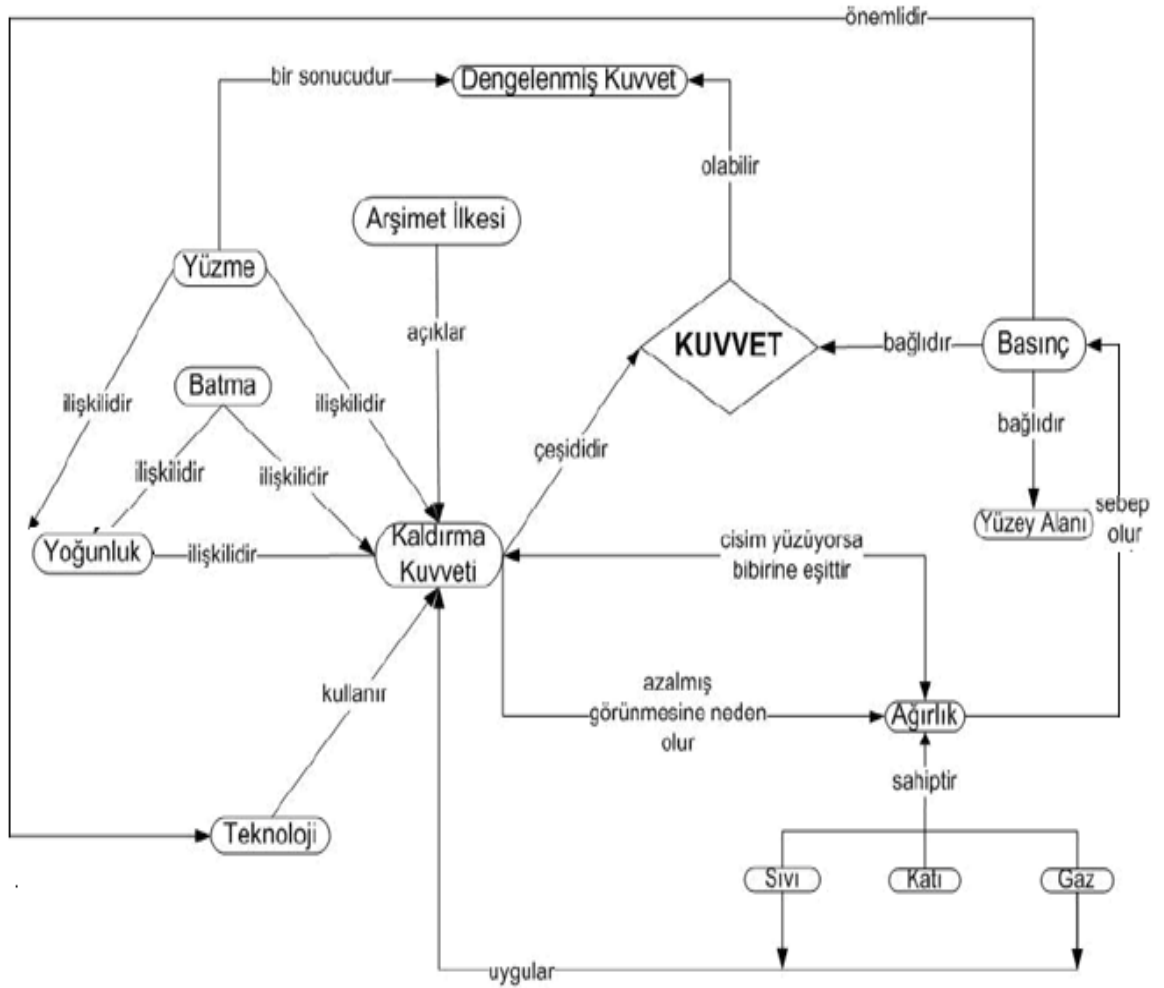 önemlidir
bir sonucudur
Dengelenmiş Kuvvet
olabilir
Arşimet İlkesi
Yüzme
açıklar
KUVVET
bağlıdır
Basınç
Batma
ilişkilidir
ilişkilidir
bağlıdır
çeşididir
ilişkilidir
ilişkilidir
sebep
olur
Yüzey Alanı
Yoğunluk
ilişkilidir
Kaldırma
Kuvveti
cisim yüzüyorsa
bibirine eşittir
kullanır
azalmış
görünmesine neden
olur
Ağırlık
sahiptir
Teknoloji
Sıvı
Katı
Gaz
uygular